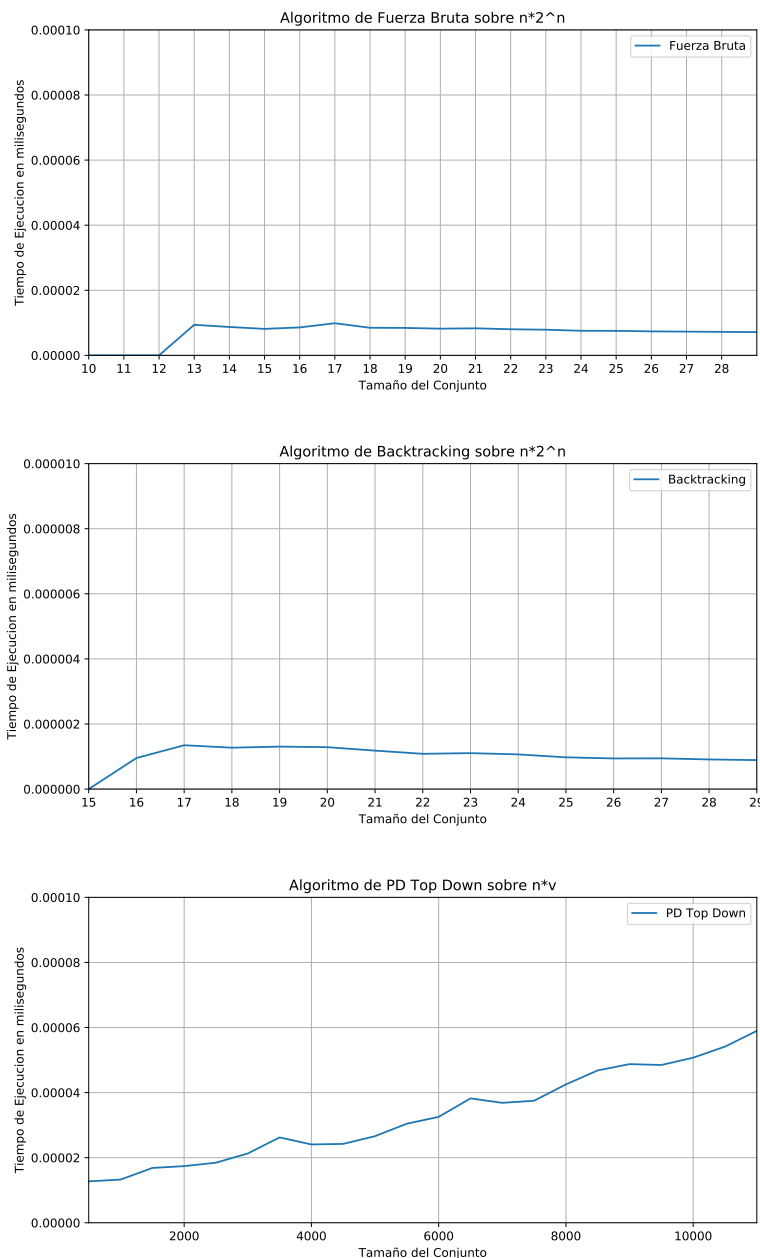 Algoritmo de Fuerza Bruta sobre n*2^n
Fuerza Bruta
Tiempo de Ejecucion en milisegundos
0.00010
0.00008
0.00006
0.00004
0.00002
0.00000
10 11 12 13 14 15 16 17 18 19 20 21 22 23 24 25 26 27 28
Tamaño del Conjunto
Algoritmo de Backtracking sobre n*2^n
Backtracking
Tiempo de Ejecucion en milisegundos
0.000010
0.000008
0.000006
0.000004
0.000002
0.000000
15 16 17 18 19 20 21 22 23 24 25 26 27 28 29
Tamaño del Conjunto
Algoritmo de PD Top Down sobre n*v
PD Top Down
Tiempo de Ejecucion en milisegundos
0.00010
0.00008
0.00006
0.00004
0.00002
0.00000
2000 4000 6000 8000 10000
Tamaño del Conjunto